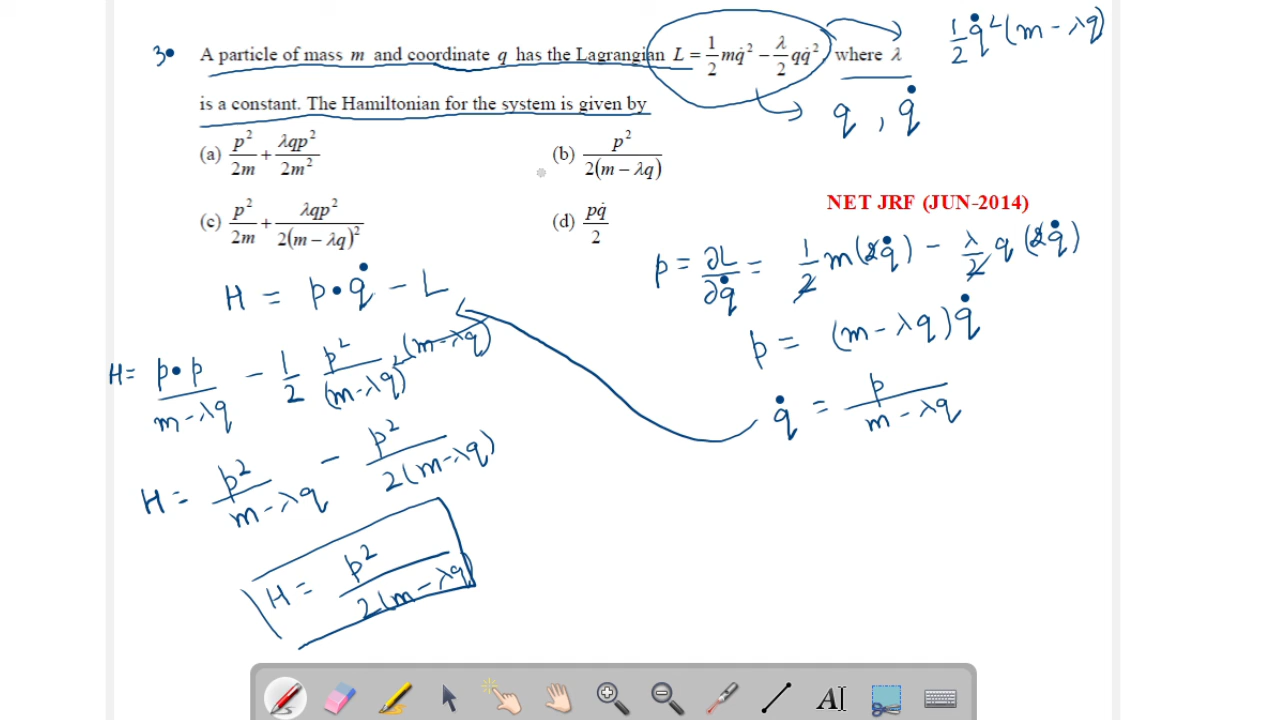 3• A particle of mass m and coordinate q has the Lagrangian L = 1/2 mq̇² − λ/2 qq̇², where λ
1/2 q̇²(m − λq)
is a constant. The Hamiltonian for the system is given by
q , q̇
(a) p²/2m + λqp²/2m²
(b) p²/2(m − λq)
NET JRF (JUN-2014)
(c) p²/2m + λqp²/2(m − λq)²
(d) pq̇/2
p = ∂L/∂q̇ = 1/2 m(2q̇) − λ/2 q (2q̇)
p = (m − λq)q̇
q̇ = p/m − λq
H = p•q̇ − L
H = p•p/m − λq − 1/2 p²/(m − λq)² (m − λq)
H = p²/m − λq − p²/2(m − λq)
H = p²/2(m − λq)
AI